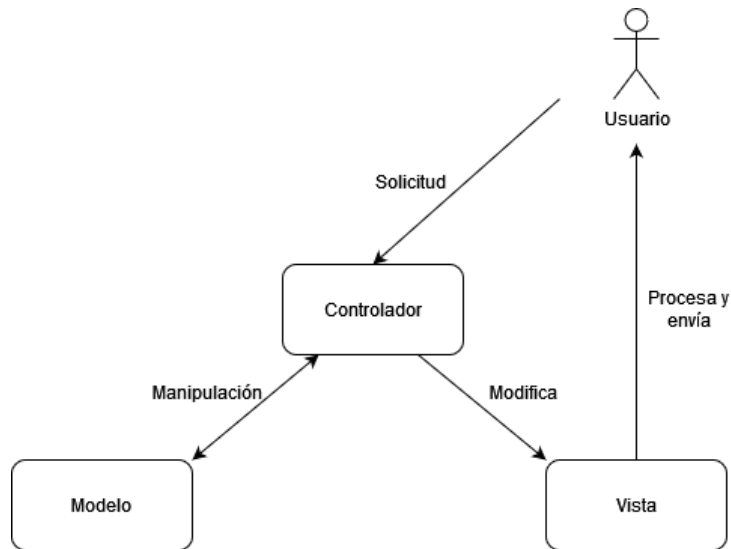 Usuario
Solicitud
Controlador
Procesa y
envía
Manipulación
Modifica
Modelo
Vista